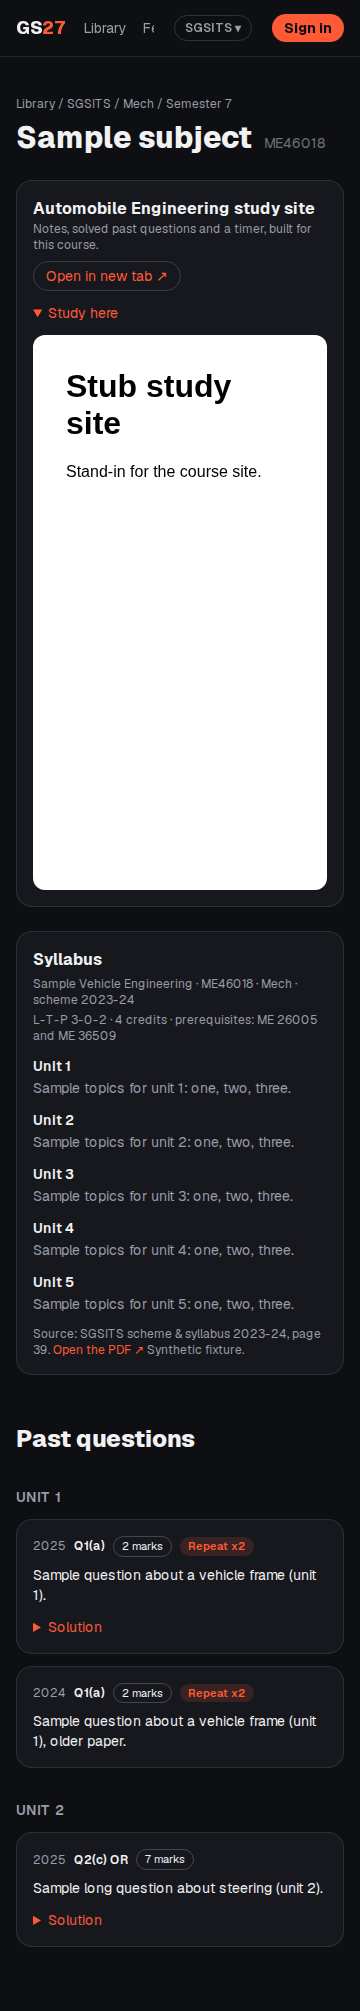 GS27 Library Fe SGSITS ▾ Sign in
Library / SGSITS / Mech / Semester 7
Sample subject ME46018
Automobile Engineering study site
Notes, solved past questions and a timer, built for
this course.
Open in new tab ↗
▼ Study here
Stub study
site
Stand-in for the course site.
Syllabus
Sample Vehicle Engineering · ME46018 · Mech ·
scheme 2023-24
L-T-P 3-0-2 · 4 credits · prerequisites: ME 26005
and ME 36509
Unit 1
Sample topics for unit 1: one, two, three.
Unit 2
Sample topics for unit 2: one, two, three.
Unit 3
Sample topics for unit 3: one, two, three.
Unit 4
Sample topics for unit 4: one, two, three.
Unit 5
Sample topics for unit 5: one, two, three.
Source: SGSITS scheme & syllabus 2023-24, page
39. Open the PDF ↗ Synthetic fixture.
Past questions
UNIT 1
2025 Q1(a) 2 marks Repeat x2
Sample question about a vehicle frame (unit
1).
▶ Solution
2024 Q1(a) 2 marks Repeat x2
Sample question about a vehicle frame (unit
1), older paper.
UNIT 2
2025 Q2(c) OR 7 marks
Sample long question about steering (unit 2).
▶ Solution